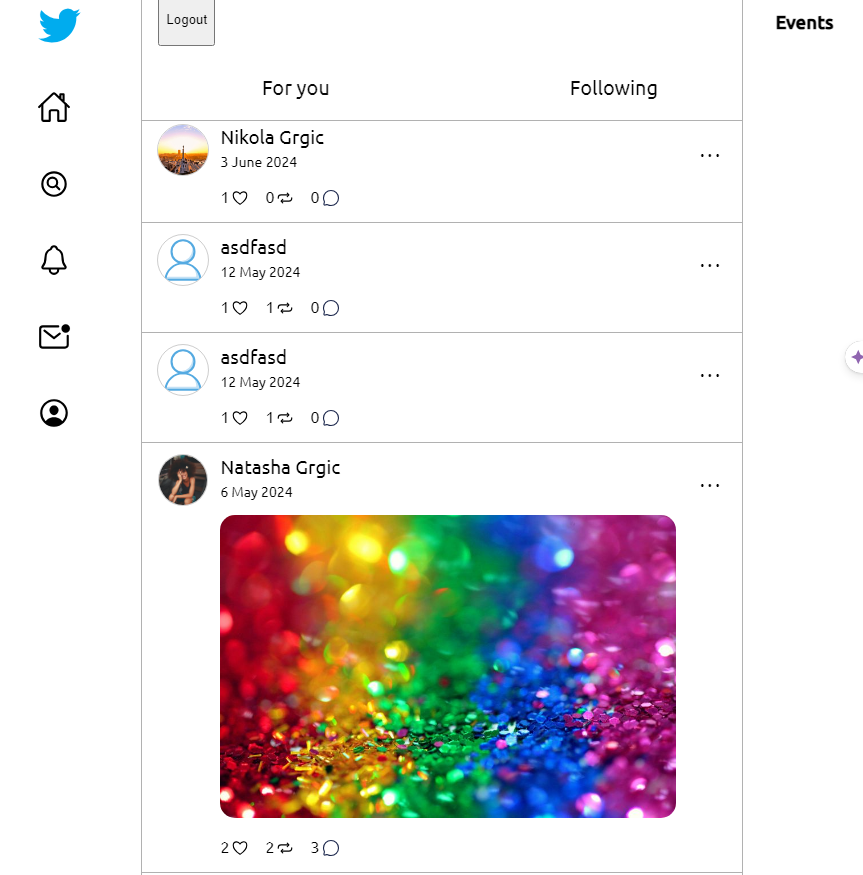 Logout
Events
For you
Following
Nikola Grgic
3 June 2024
...
1 0 0
asdfasd
12 May 2024
...
1 1 0
asdfasd
12 May 2024
...
1 1 0
Natasha Grgic
6 May 2024
...
2 2 3